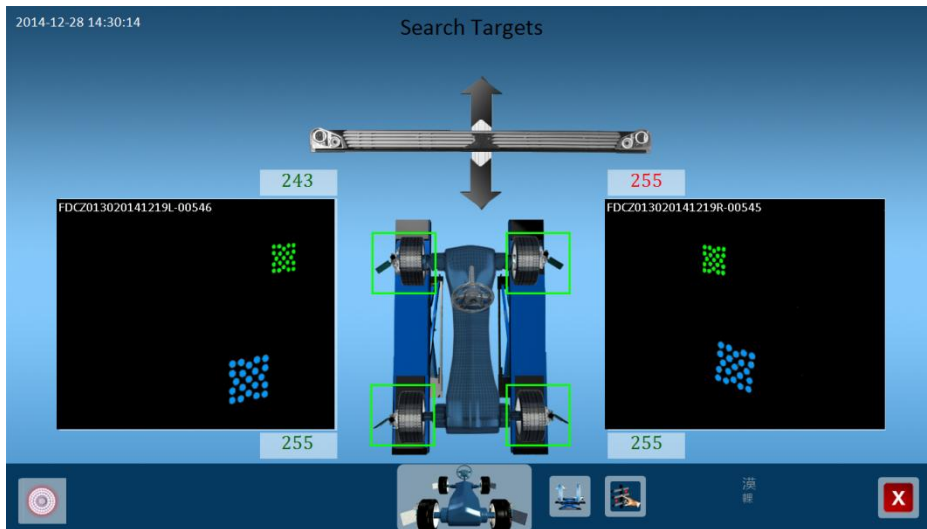 2014-12-28 14:30:14
Search Targets
243
255
FDCZ013020141219L-00546
FDCZ013020141219R-00545
255
255
X